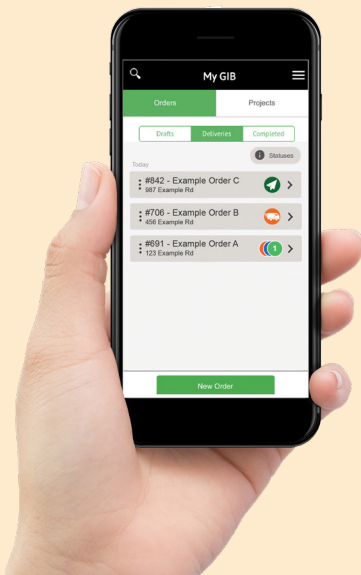 My GIB
Orders Projects
Drafts Deliveries Completed
Statuses
Today
#842 - Example Order C
987 Example Rd
#706 - Example Order B
456 Example Rd
#691 - Example Order A
123 Example Rd
1
New Order